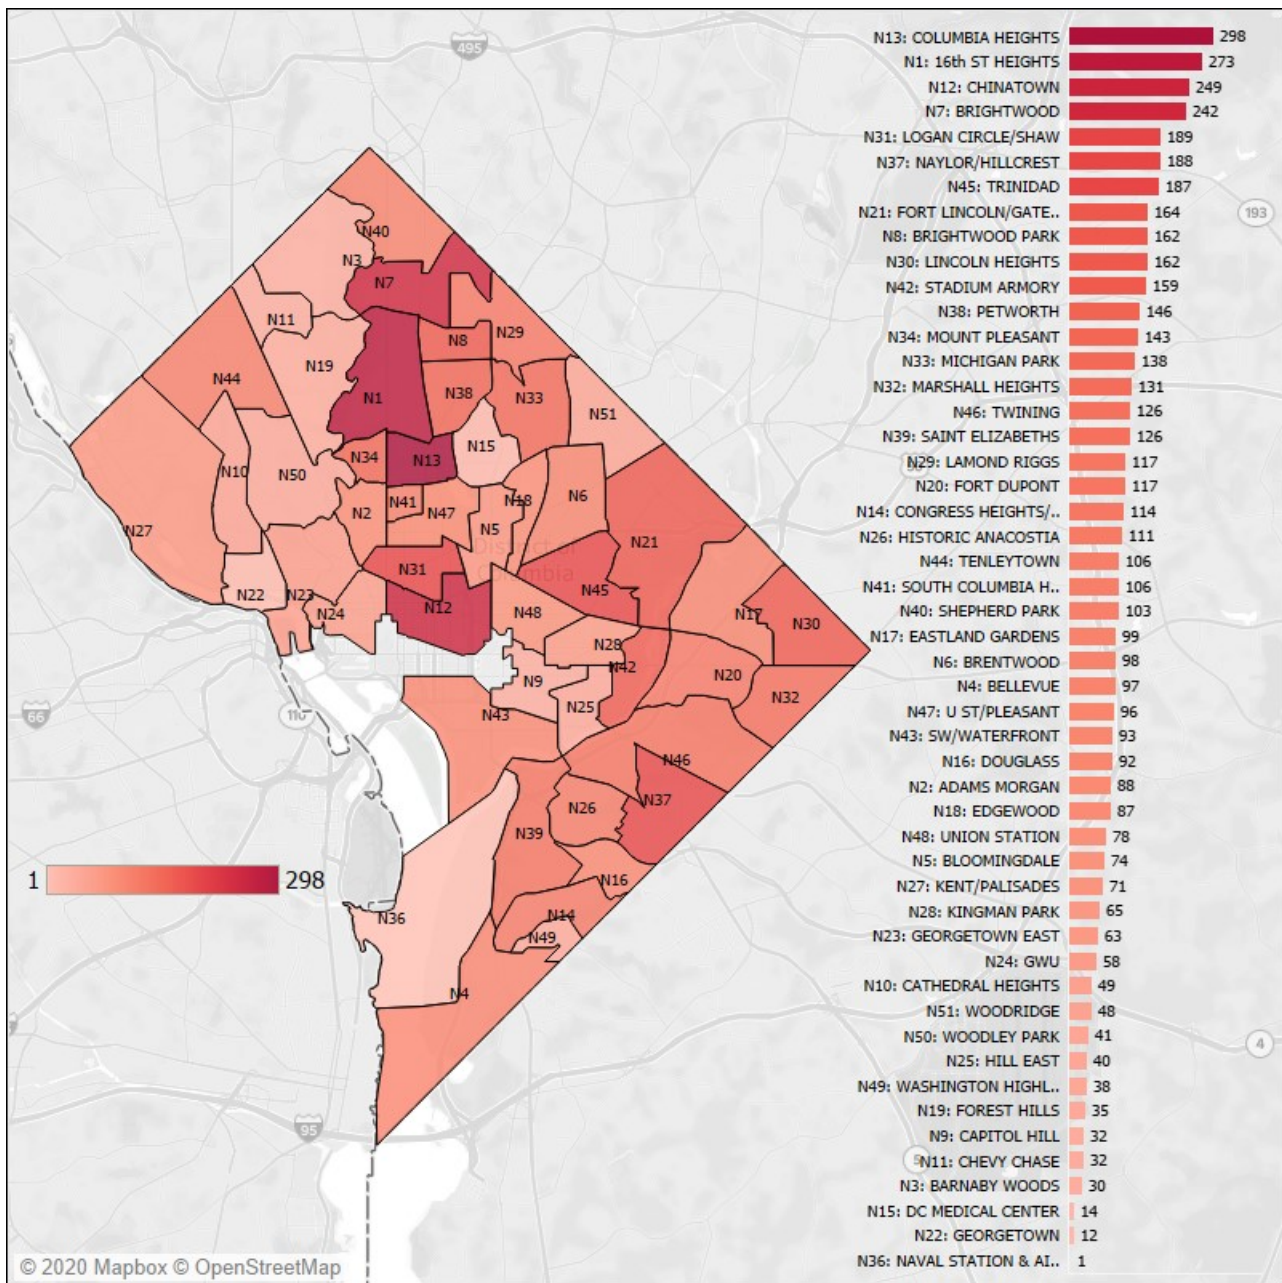 495
N13: COLUMBIA HEIGHTS 298
N1: 16th ST HEIGHTS 273
N12: CHINATOWN 249
N7: BRIGHTWOOD 242
N31: LOGAN CIRCLE/SHAW 189
N37: NAYLOR/HILLCREST 188
N45: TRINIDAD 187
N21: FORT LINCOLN/GATE.. 164
193
N8: BRIGHTWOOD PARK 162
N30: LINCOLN HEIGHTS 162
N42: STADIUM ARMORY 159
N38: PETWORTH 146
N34: MOUNT PLEASANT 143
N33: MICHIGAN PARK 138
N32: MARSHALL HEIGHTS 131
N46: TWINING 126
N39: SAINT ELIZABETHS 126
N29: LAMOND RIGGS 117
N20: FORT DUPONT 117
N14: CONGRESS HEIGHTS/.. 114
N26: HISTORIC ANACOSTIA 111
N44: TENLEYTOWN 106
N41: SOUTH COLUMBIA H.. 106
N40: SHEPHERD PARK 103
N17: EASTLAND GARDENS 99
N6: BRENTWOOD 98
N4: BELLEVUE 97
N47: U ST/PLEASANT 96
N43: SW/WATERFRONT 93
N16: DOUGLASS 92
N2: ADAMS MORGAN 88
N18: EDGEWOOD 87
N48: UNION STATION 78
N5: BLOOMINGDALE 74
N27: KENT/PALISADES 71
N28: KINGMAN PARK 65
N23: GEORGETOWN EAST 63
N24: GWU 58
N10: CATHEDRAL HEIGHTS 49
N51: WOODRIDGE 48
N50: WOODLEY PARK 41
4
N25: HILL EAST 40
N49: WASHINGTON HIGHL.. 38
N19: FOREST HILLS 35
N9: CAPITOL HILL 32
5
N11: CHEVY CHASE 32
N3: BARNABY WOODS 30
N15: DC MEDICAL CENTER 14
N22: GEORGETOWN 12
N36: NAVAL STATION & AI.. 1
N40
N3
N7
N11
N29
N8
N19
N44
N1
N38
N33
N51
N15
N34
N13
N50
N10
N6
N41
N18
N2
N47
N5
N27
District of
Columbia
N21
N31
N45
N22
N23
N24
N12
N48
N17
N30
N28
N42
N9
N20
N32
N25
N43
66
110
N46
N37
N26
N39
1
298
N16
N36
N14
N49
N4
95
© 2020 Mapbox © OpenStreetMap